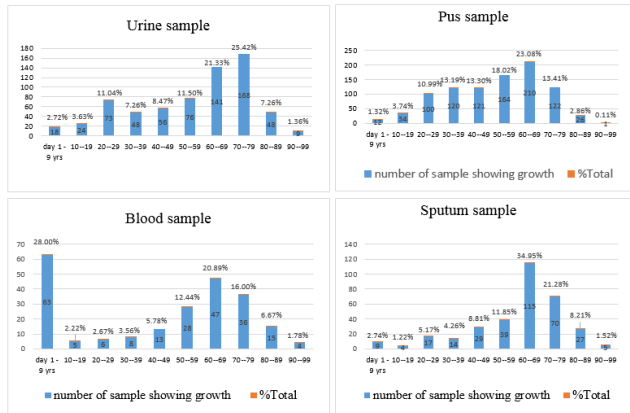 Urine sample
180
160
140
120
100
80
60
40
20
0
2.72% 3.63% 11.04% 7.26% 8.47% 11.50% 21.33% 25.42% 7.26% 1.36%
18 24 73 48 56 76 141 168 48 9
day 1 - 10--19 20--29 30--39 40--49 50--59 60--69 70--79 80--89 90--99
9 yrs
Pus sample
250
200
150
100
50
0
1.32% 3.74% 10.99% 13.19% 13.30% 18.02% 23.08% 13.41% 2.86% 0.11%
12 34 100 120 121 164 210 122 26 1
day 1 - 10--19 20--29 30--39 40--49 50--59 60--69 70--79 80--89 90--99
9 yrs
number of sample showing growth %Total
Blood sample
70
60
50
40
30
20
10
0
28.00% 2.22% 2.67% 3.56% 5.78% 12.44% 20.89% 16.00% 6.67% 1.78%
63 5 6 8 13 28 47 36 15 4
day 1 - 10--19 20--29 30--39 40--49 50--59 60--69 70--79 80--89 90--99
9 yrs
number of sample showing growth %Total
Sputum sample
140
120
100
80
60
40
20
0
2.74% 1.22% 5.17% 4.26% 8.81% 11.85% 34.95% 21.28% 8.21% 1.52%
9 4 17 14 29 39 115 70 27 5
day 1 - 10--19 20--29 30--39 40--49 50--59 60--69 70--79 80--89 90--99
9 yrs
number of sample showing growth %Total